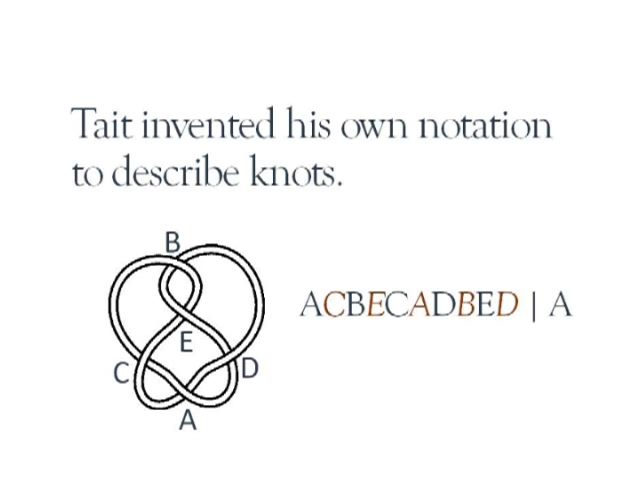 Tait invented his own notation
to describe knots.
B
ACBECADBED | A
E
C
D
A